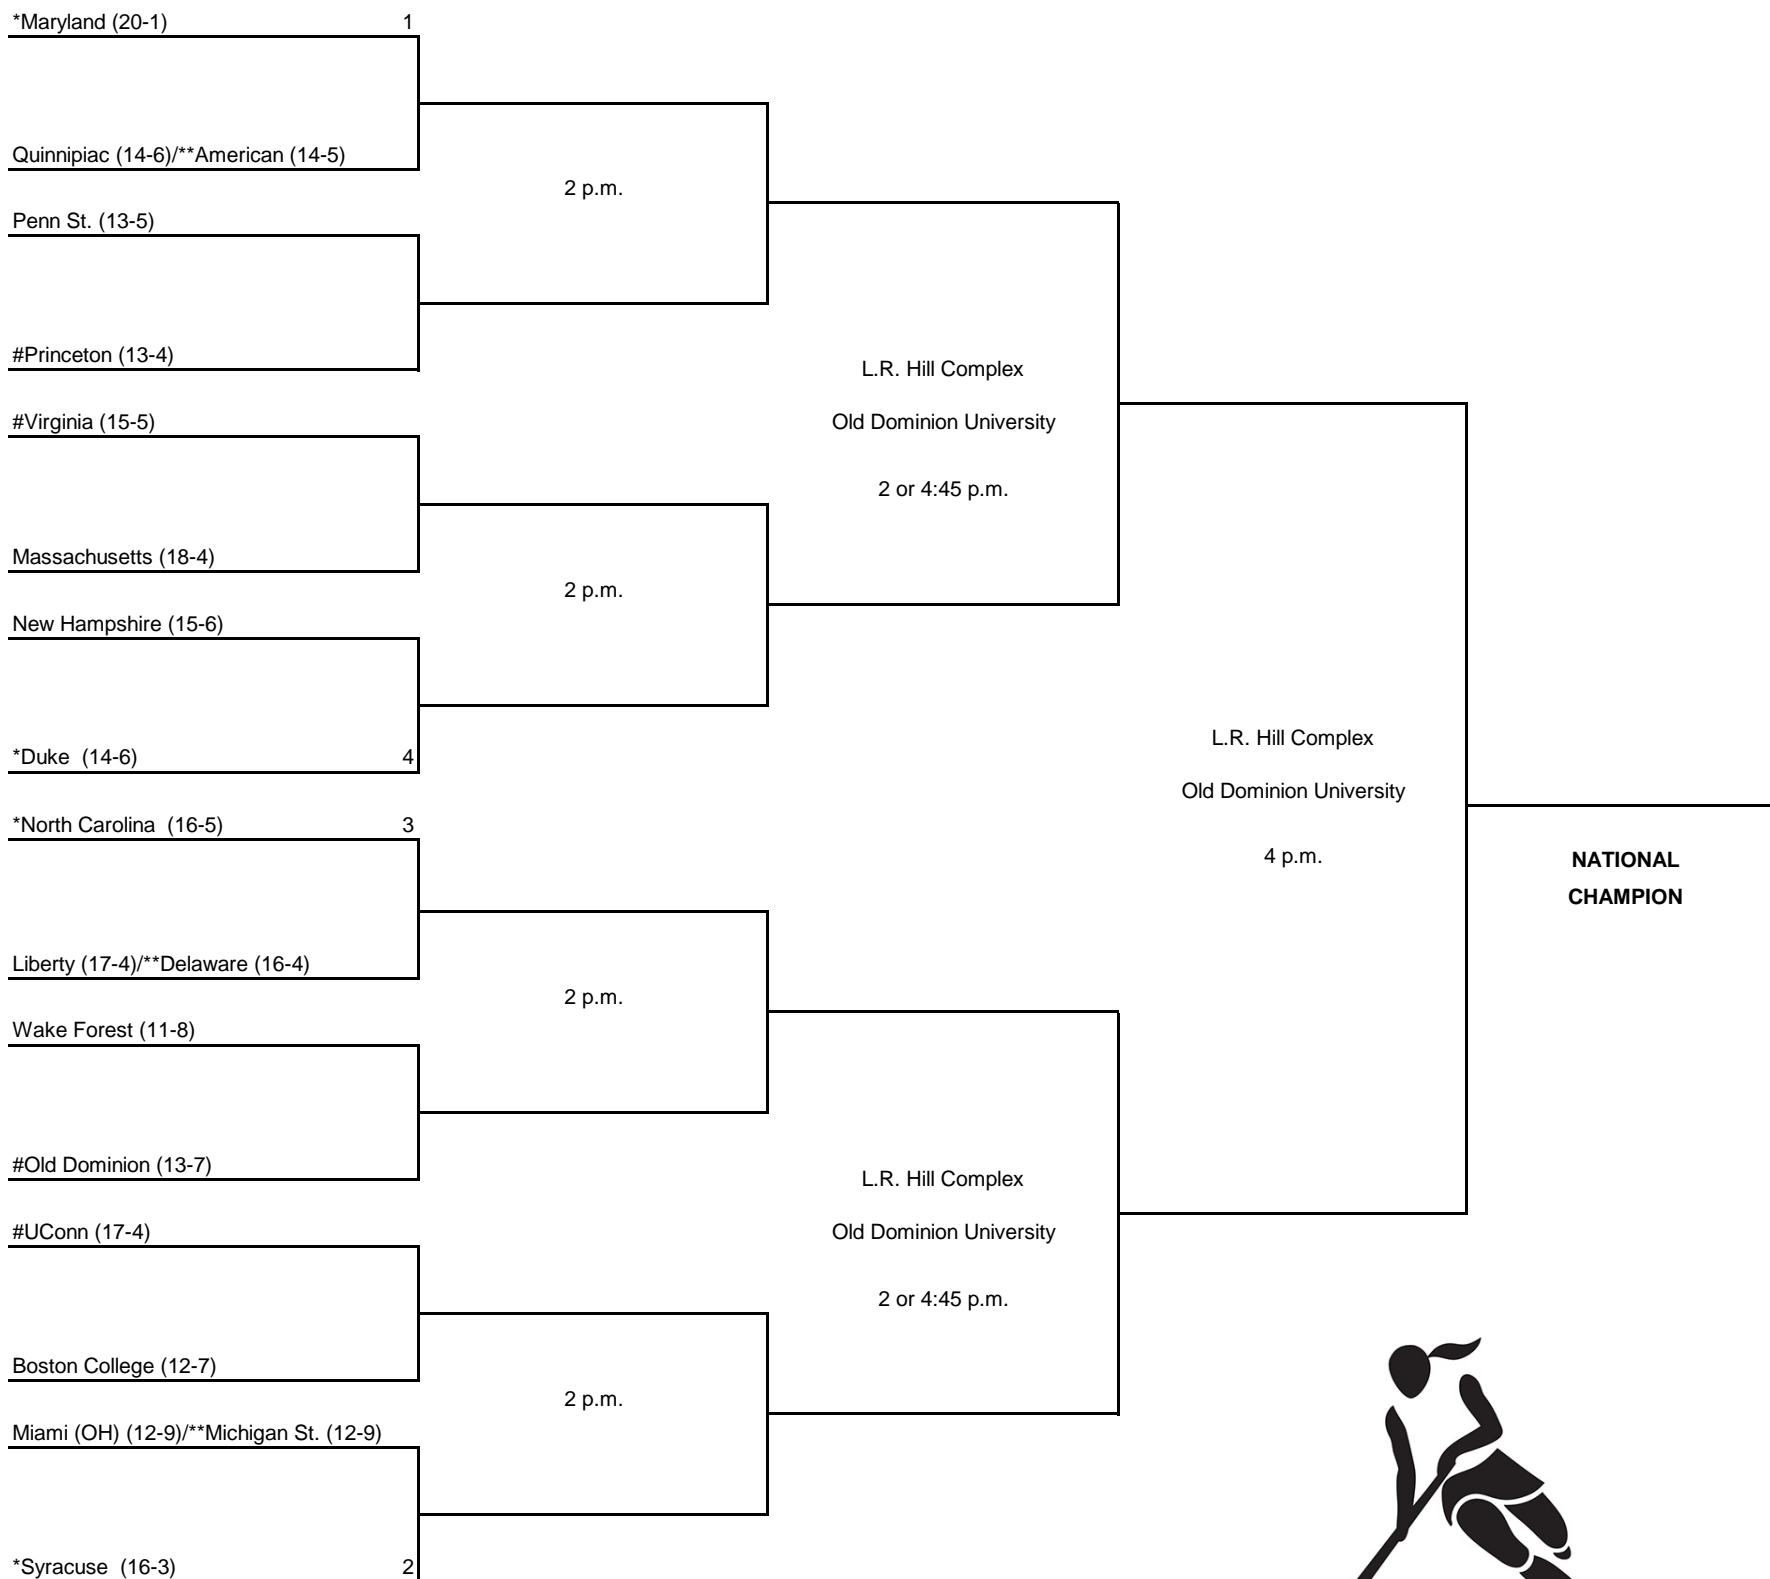 *Maryland (20-1) 1
Quinnipiac (14-6)/**American (14-5)
2 p.m.
Penn St. (13-5)
#Princeton (13-4)
L.R. Hill Complex
#Virginia (15-5)
Old Dominion University
2 or 4:45 p.m.
Massachusetts (18-4)
2 p.m.
New Hampshire (15-6)
L.R. Hill Complex
*Duke (14-6) 4
Old Dominion University
*North Carolina (16-5) 3
4 p.m.
NATIONAL
CHAMPION
Liberty (17-4)/**Delaware (16-4)
2 p.m.
Wake Forest (11-8)
#Old Dominion (13-7)
L.R. Hill Complex
#UConn (17-4)
Old Dominion University
2 or 4:45 p.m.
Boston College (12-7)
2 p.m.
Miami (OH) (12-9)/**Michigan St. (12-9)
*Syracuse (16-3) 2